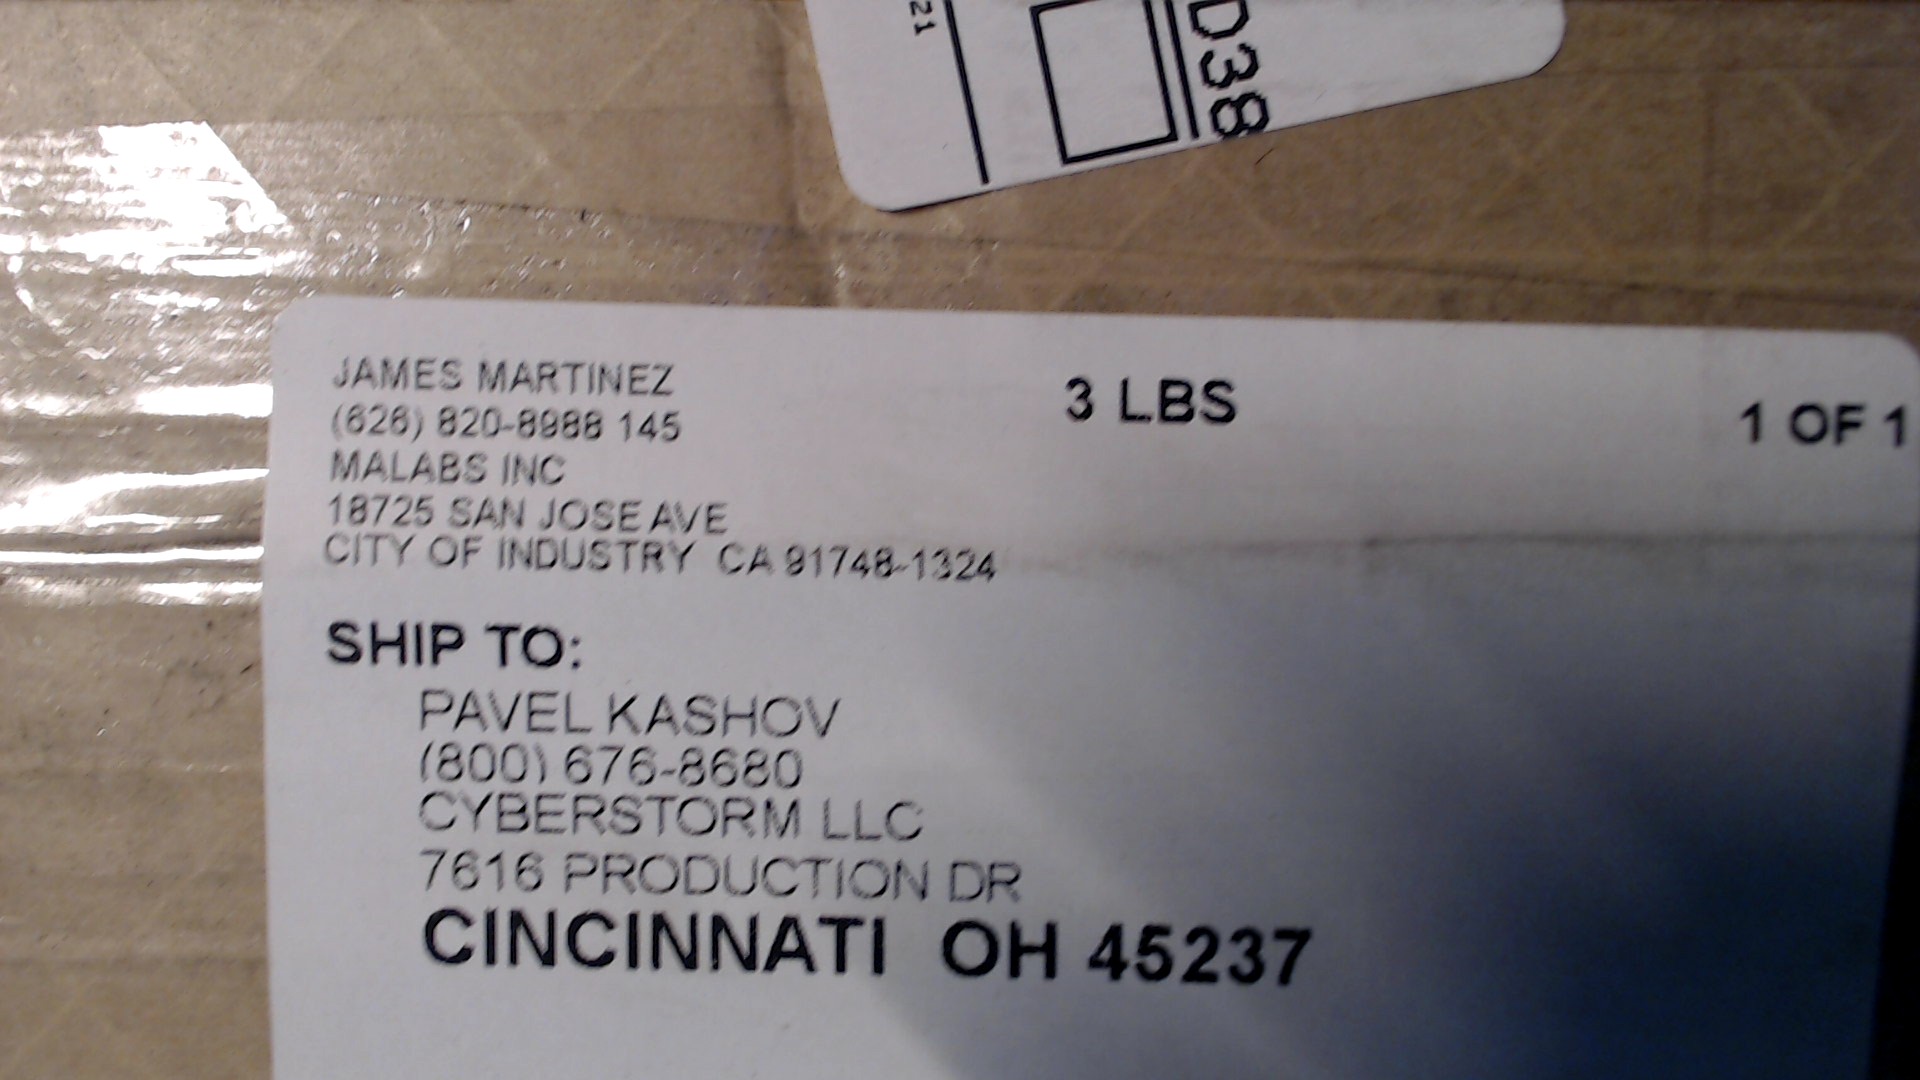 21
D38
JAMES MARTINEZ
3 LBS
1 OF 1
(626) 820-8988 145
MALABS INC
18725 SAN JOSE AVE
CITY OF INDUSTRY CA 91748-1324
SHIP TO:
PAVEL KASHOV
(800) 676-8680
CYBERSTORM LLC
7616 PRODUCTION DR
CINCINNATI OH 45237